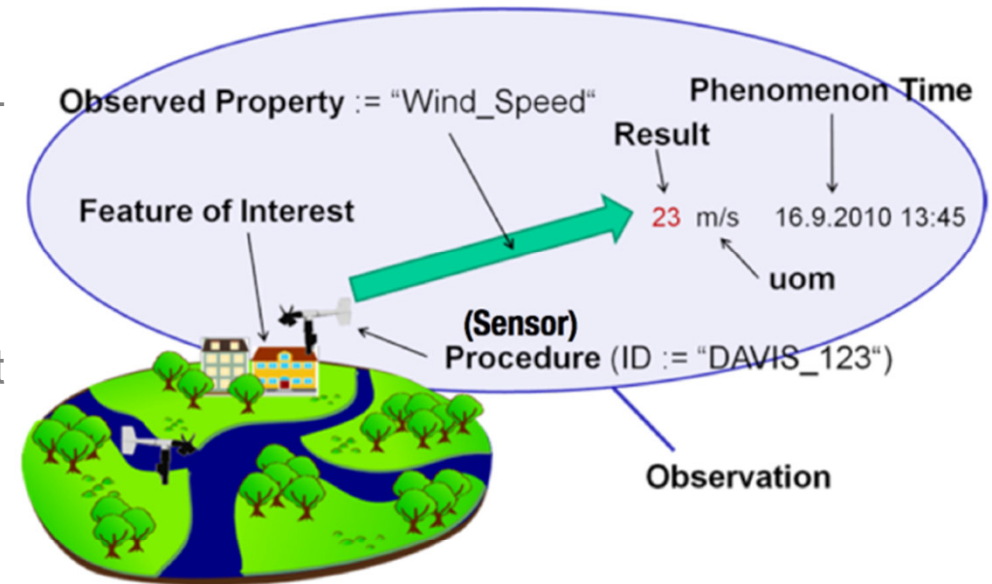 Observed Property := “Wind_Speed“
Phenomenon Time
Result
Feature of Interest
23 m/s 16.9.2010 13:45
uom
(Sensor)
Procedure (ID := “DAVIS_123“)
Observation